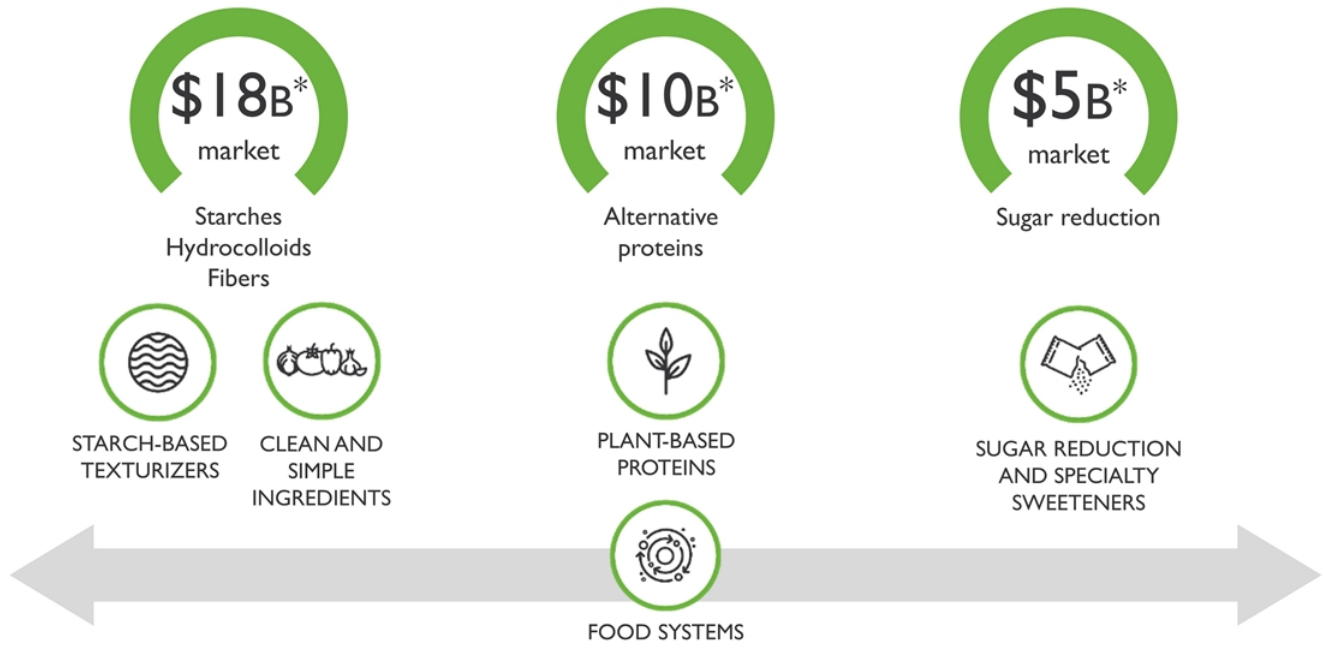 $18B*
market
Starches
Hydrocolloids
Fibers
STARCH-BASED
TEXTURIZERS
CLEAN AND
SIMPLE
INGREDIENTS
$10B*
market
Alternative
proteins
PLANT-BASED
PROTEINS
$5B*
market
Sugar reduction
SUGAR REDUCTION
AND SPECIALTY
SWEETENERS
FOOD SYSTEMS